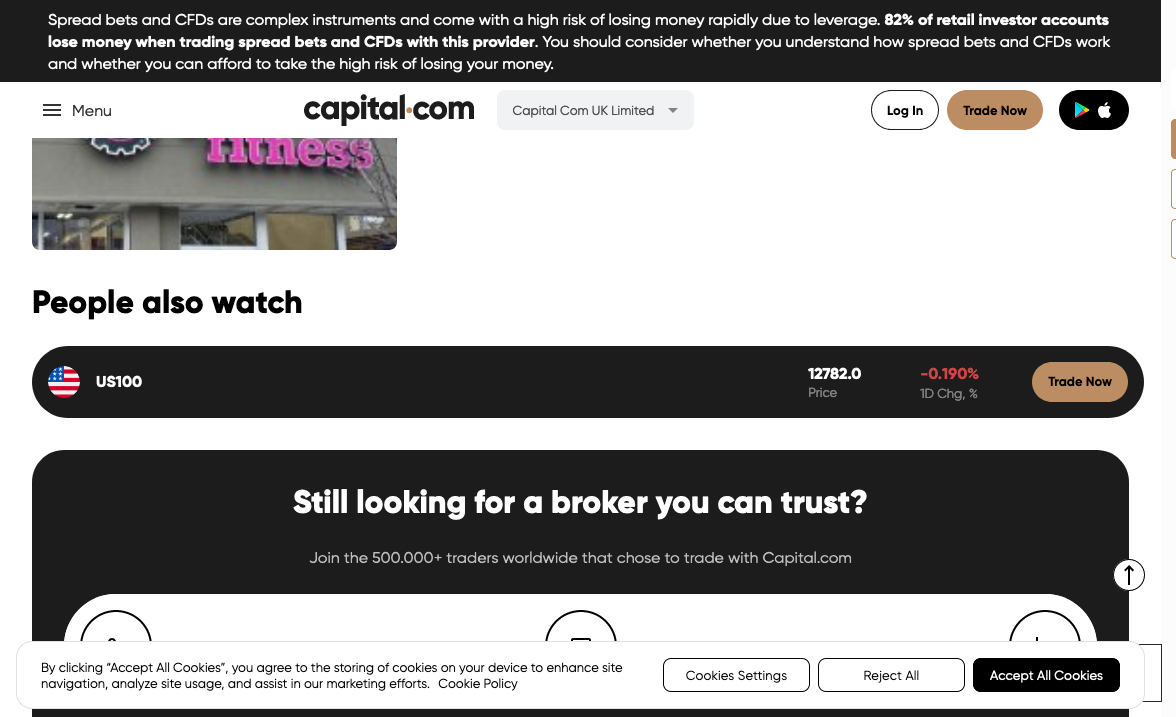 Spread bets and CFDs are complex instruments and come with a high risk of losing money rapidly due to leverage. 82% of retail investor accounts
lose money when trading spread bets and CFDs with this provider. You should consider whether you understand how spread bets and CFDs work
and whether you can afford to take the high risk of losing your money.
Menu
capital.com
Capital Com UK Limited
Log In
Trade Now
fitness
People also watch
US100
12782.0
Price
-0.190%
1D Chg, %
Trade Now
Still looking for a broker you can trust?
Join the 500.000+ traders worldwide that chose to trade with Capital.com
By clicking “Accept All Cookies”, you agree to the storing of cookies on your device to enhance site
navigation, analyze site usage, and assist in our marketing efforts. Cookie Policy
Cookies Settings
Reject All
Accept All Cookies